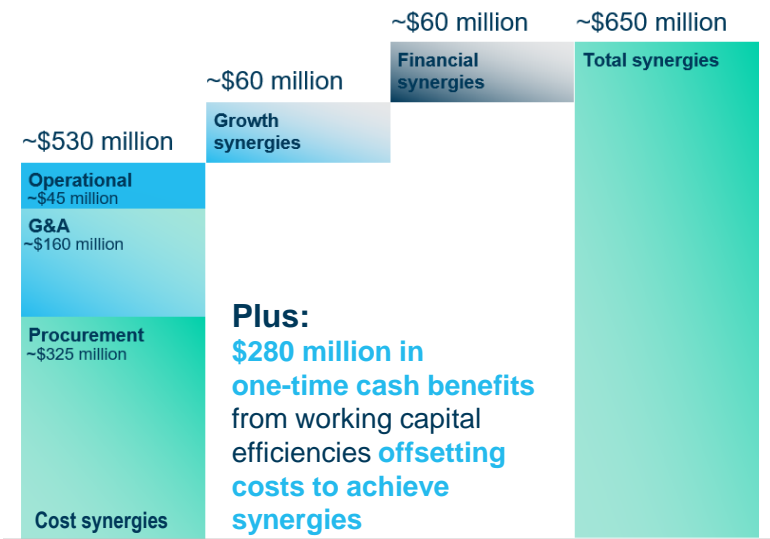 ~$60 million
~$650 million
Financial
synergies
Total synergies
~$60 million
Growth
synergies
~$530 million
Operational
~$45 million
G&A
~$160 million
Procurement
~$325 million
Cost synergies
Plus:
$280 million in
one-time cash benefits
from working capital
efficiencies offsetting
costs to achieve
synergies